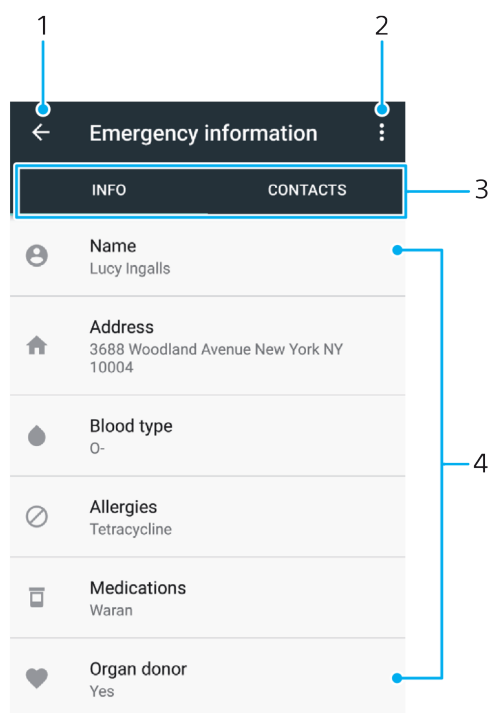 1
2
Emergency information
INFO
CONTACTS
3
Name
Lucy Ingalls
Address
3688 Woodland Avenue New York NY
10004
Blood type
O-
4
Allergies
Tetracycline
Medications
Waran
Organ donor
Yes